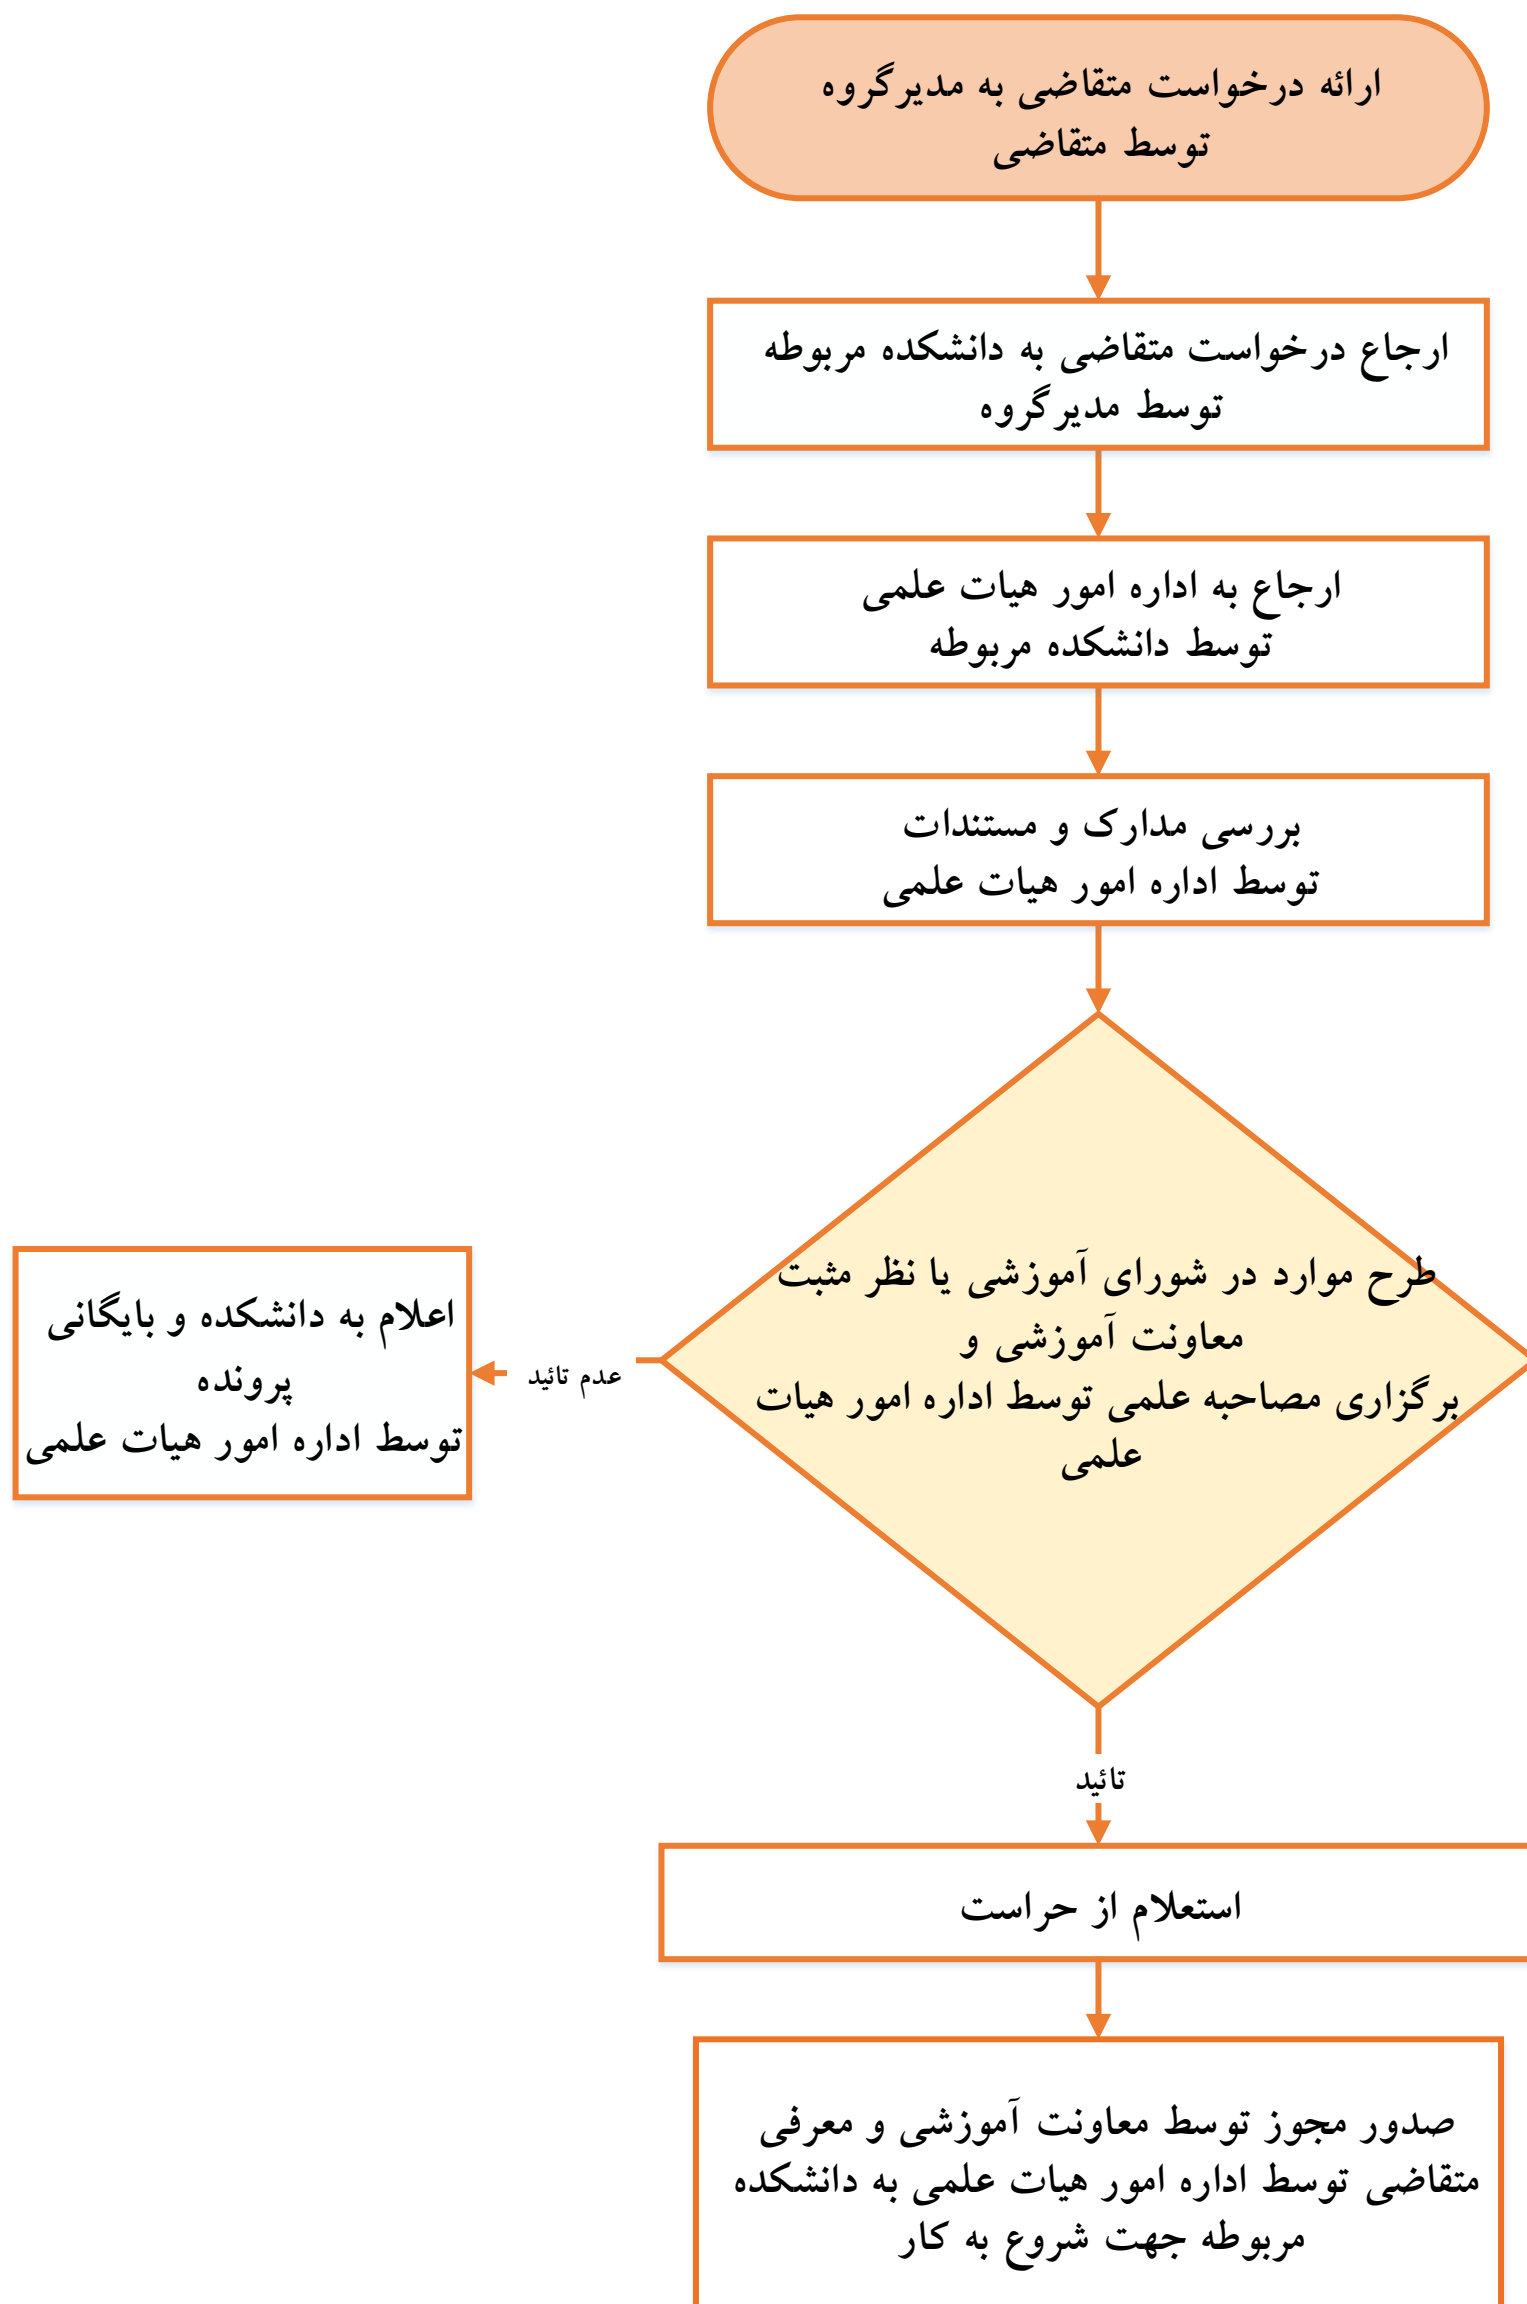 ارائه درخواست متقاضی به مدیرگروه
توسط متقاضی
ارجاع درخواست متقاضی به دانشکده مربوطه
توسط مدیرگروه
ارجاع به اداره امور هیات علمی
توسط دانشکده مربوطه
بررسی مدارک و مستندات
توسط اداره امور هیات علمی
طرح موارد در شورای آموزشی یا نظر مثبت
معاونت آموزشی و
برگزاری مصاحبه علمی توسط اداره امور هیات
علمی
عدم تائید
اعلام به دانشکده و بایگانی
پرونده
توسط اداره امور هیات علمی
تائید
استعلام از حراست
صدور مجوز توسط معاونت آموزشی و معرفی
متقاضی توسط اداره امور هیات علمی به دانشکده
مربوطه جهت شروع به کار